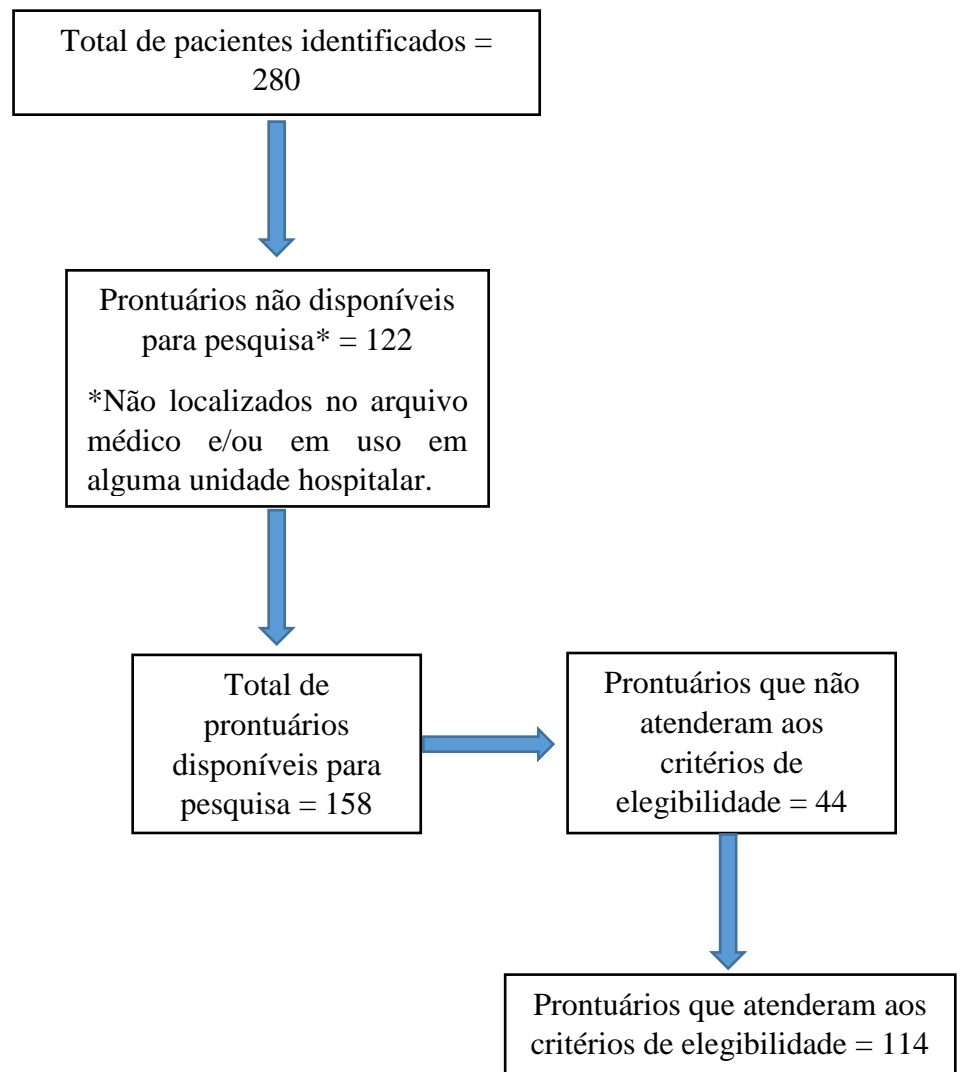 Total de pacientes identificados =
280
Prontuários não disponíveis
para pesquisa* = 122
*Não localizados no arquivo
médico e/ou em uso em
alguma unidade hospitalar.
Total de
prontuários
disponíveis para
pesquisa = 158
Prontuários que não
atenderam aos
critérios de
elegibilidade = 44
Prontuários que atenderam aos
critérios de elegibilidade = 114